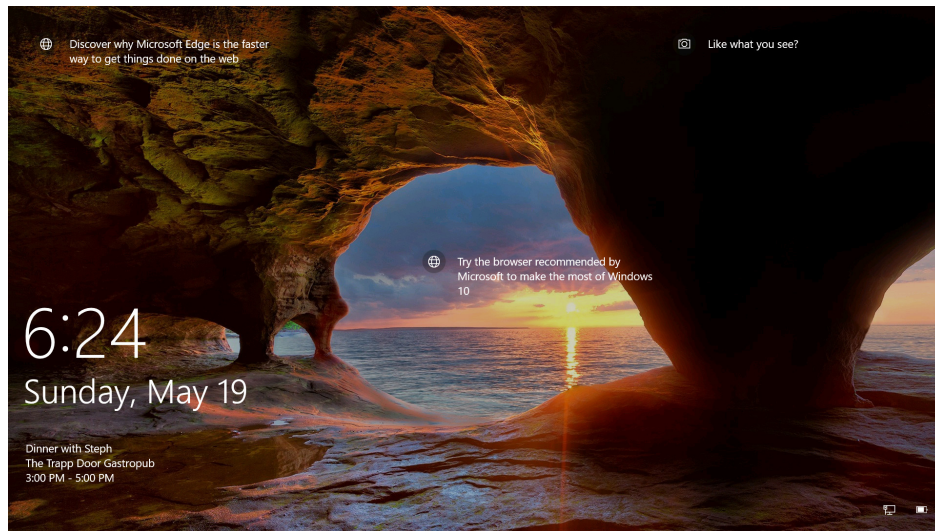 Discover why Microsoft Edge is the faster
way to get things done on the web
Like what you see?
Try the browser recommended by
Microsoft to make the most of Windows
10
6:24
Sunday, May 19
Dinner with Steph
The Trapp Door Gastropub
3:00 PM - 5:00 PM